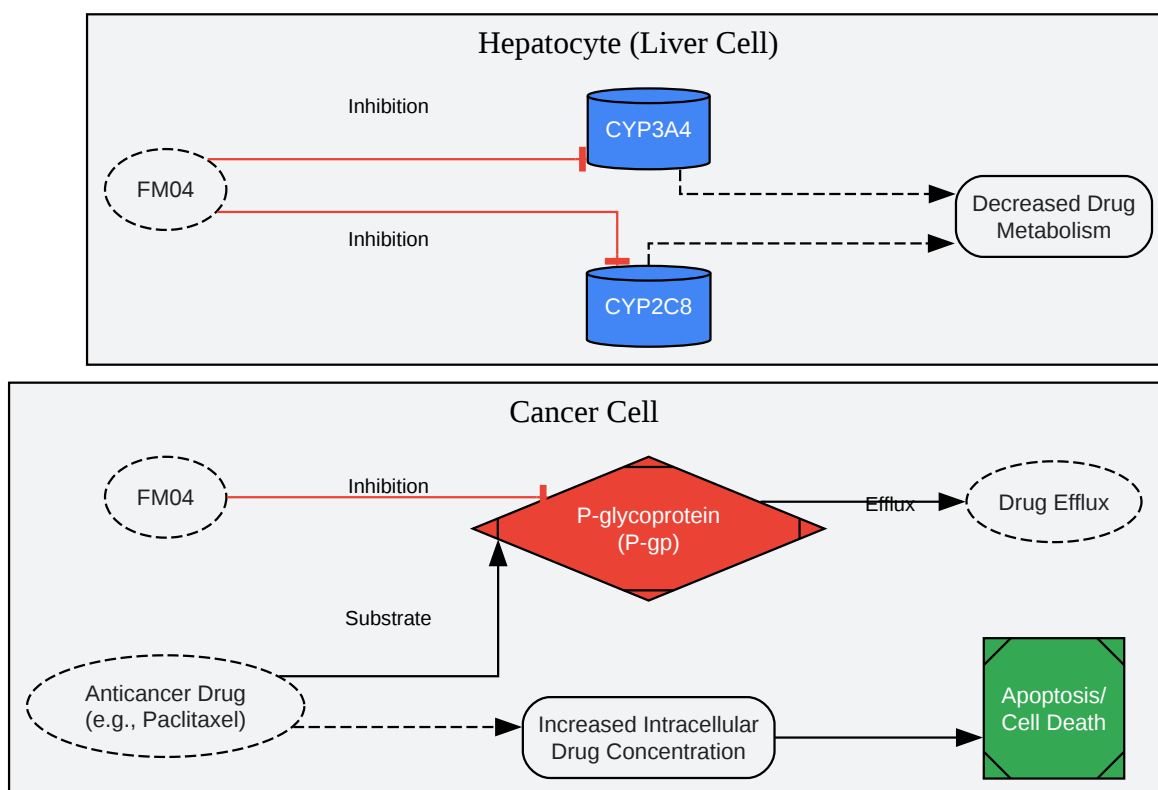 Hepatocyte (Liver Cell)
Inhibition
CYP3A4
FM04
Decreased Drug
Metabolism
Inhibition
CYP2C8
Cancer Cell
FM04
Inhibition
P-glycoprotein
(P-gp)
Efflux
Drug Efflux
Substrate
Anticancer Drug
(e.g., Paclitaxel)
Increased Intracellular
Drug Concentration
Apoptosis/
Cell Death